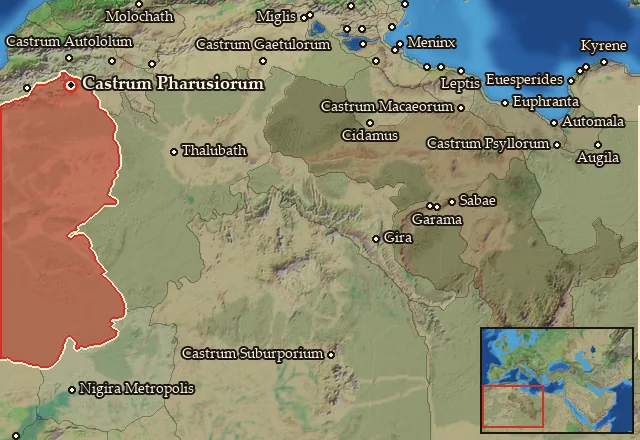 Molochath
Miglis
Castrum Autololum
Castrum Gaetulorum
Meninx
Kyrene
Castrum Pharusiorum
Leptis
Euesperides
Castrum Macaeorum
Euphranta
Cidamus
Automala
Thalubath
Castrum Psyllorum
Augila
Sabae
Garama
Gira
Castrum Suburporium
Nigira Metropolis